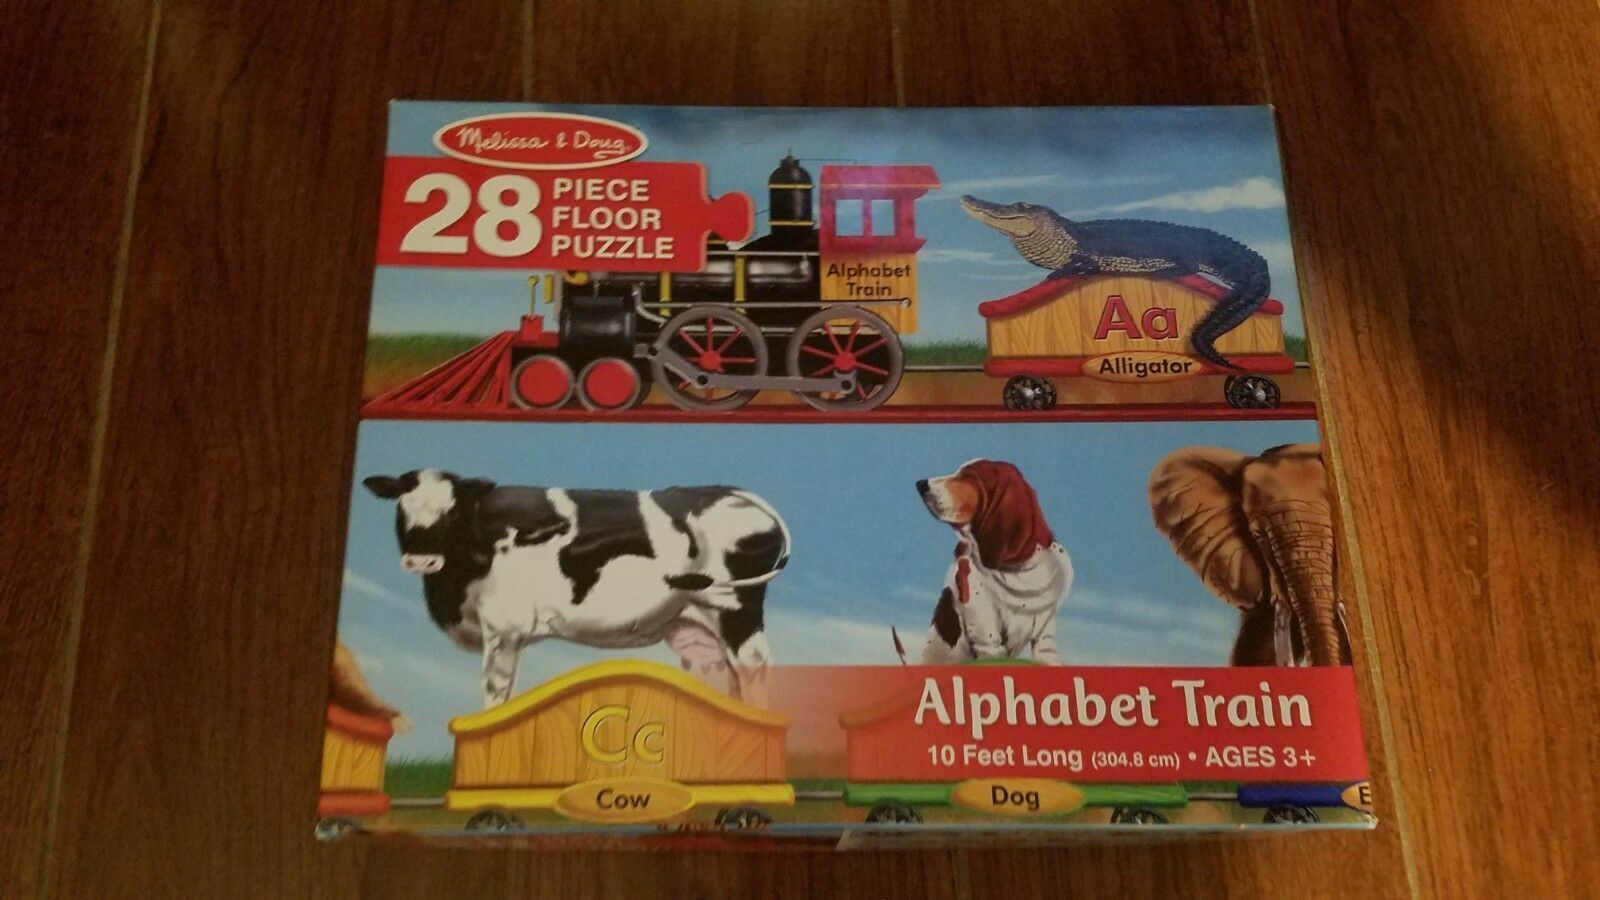 Melissa & Doug
28 PIECE
FLOOR
PUZZLE
Alphabet
Train
Aa
Alligator
Cc
Cow
Dog
E
Alphabet Train
10 Feet Long (304.8 cm) • AGES 3+